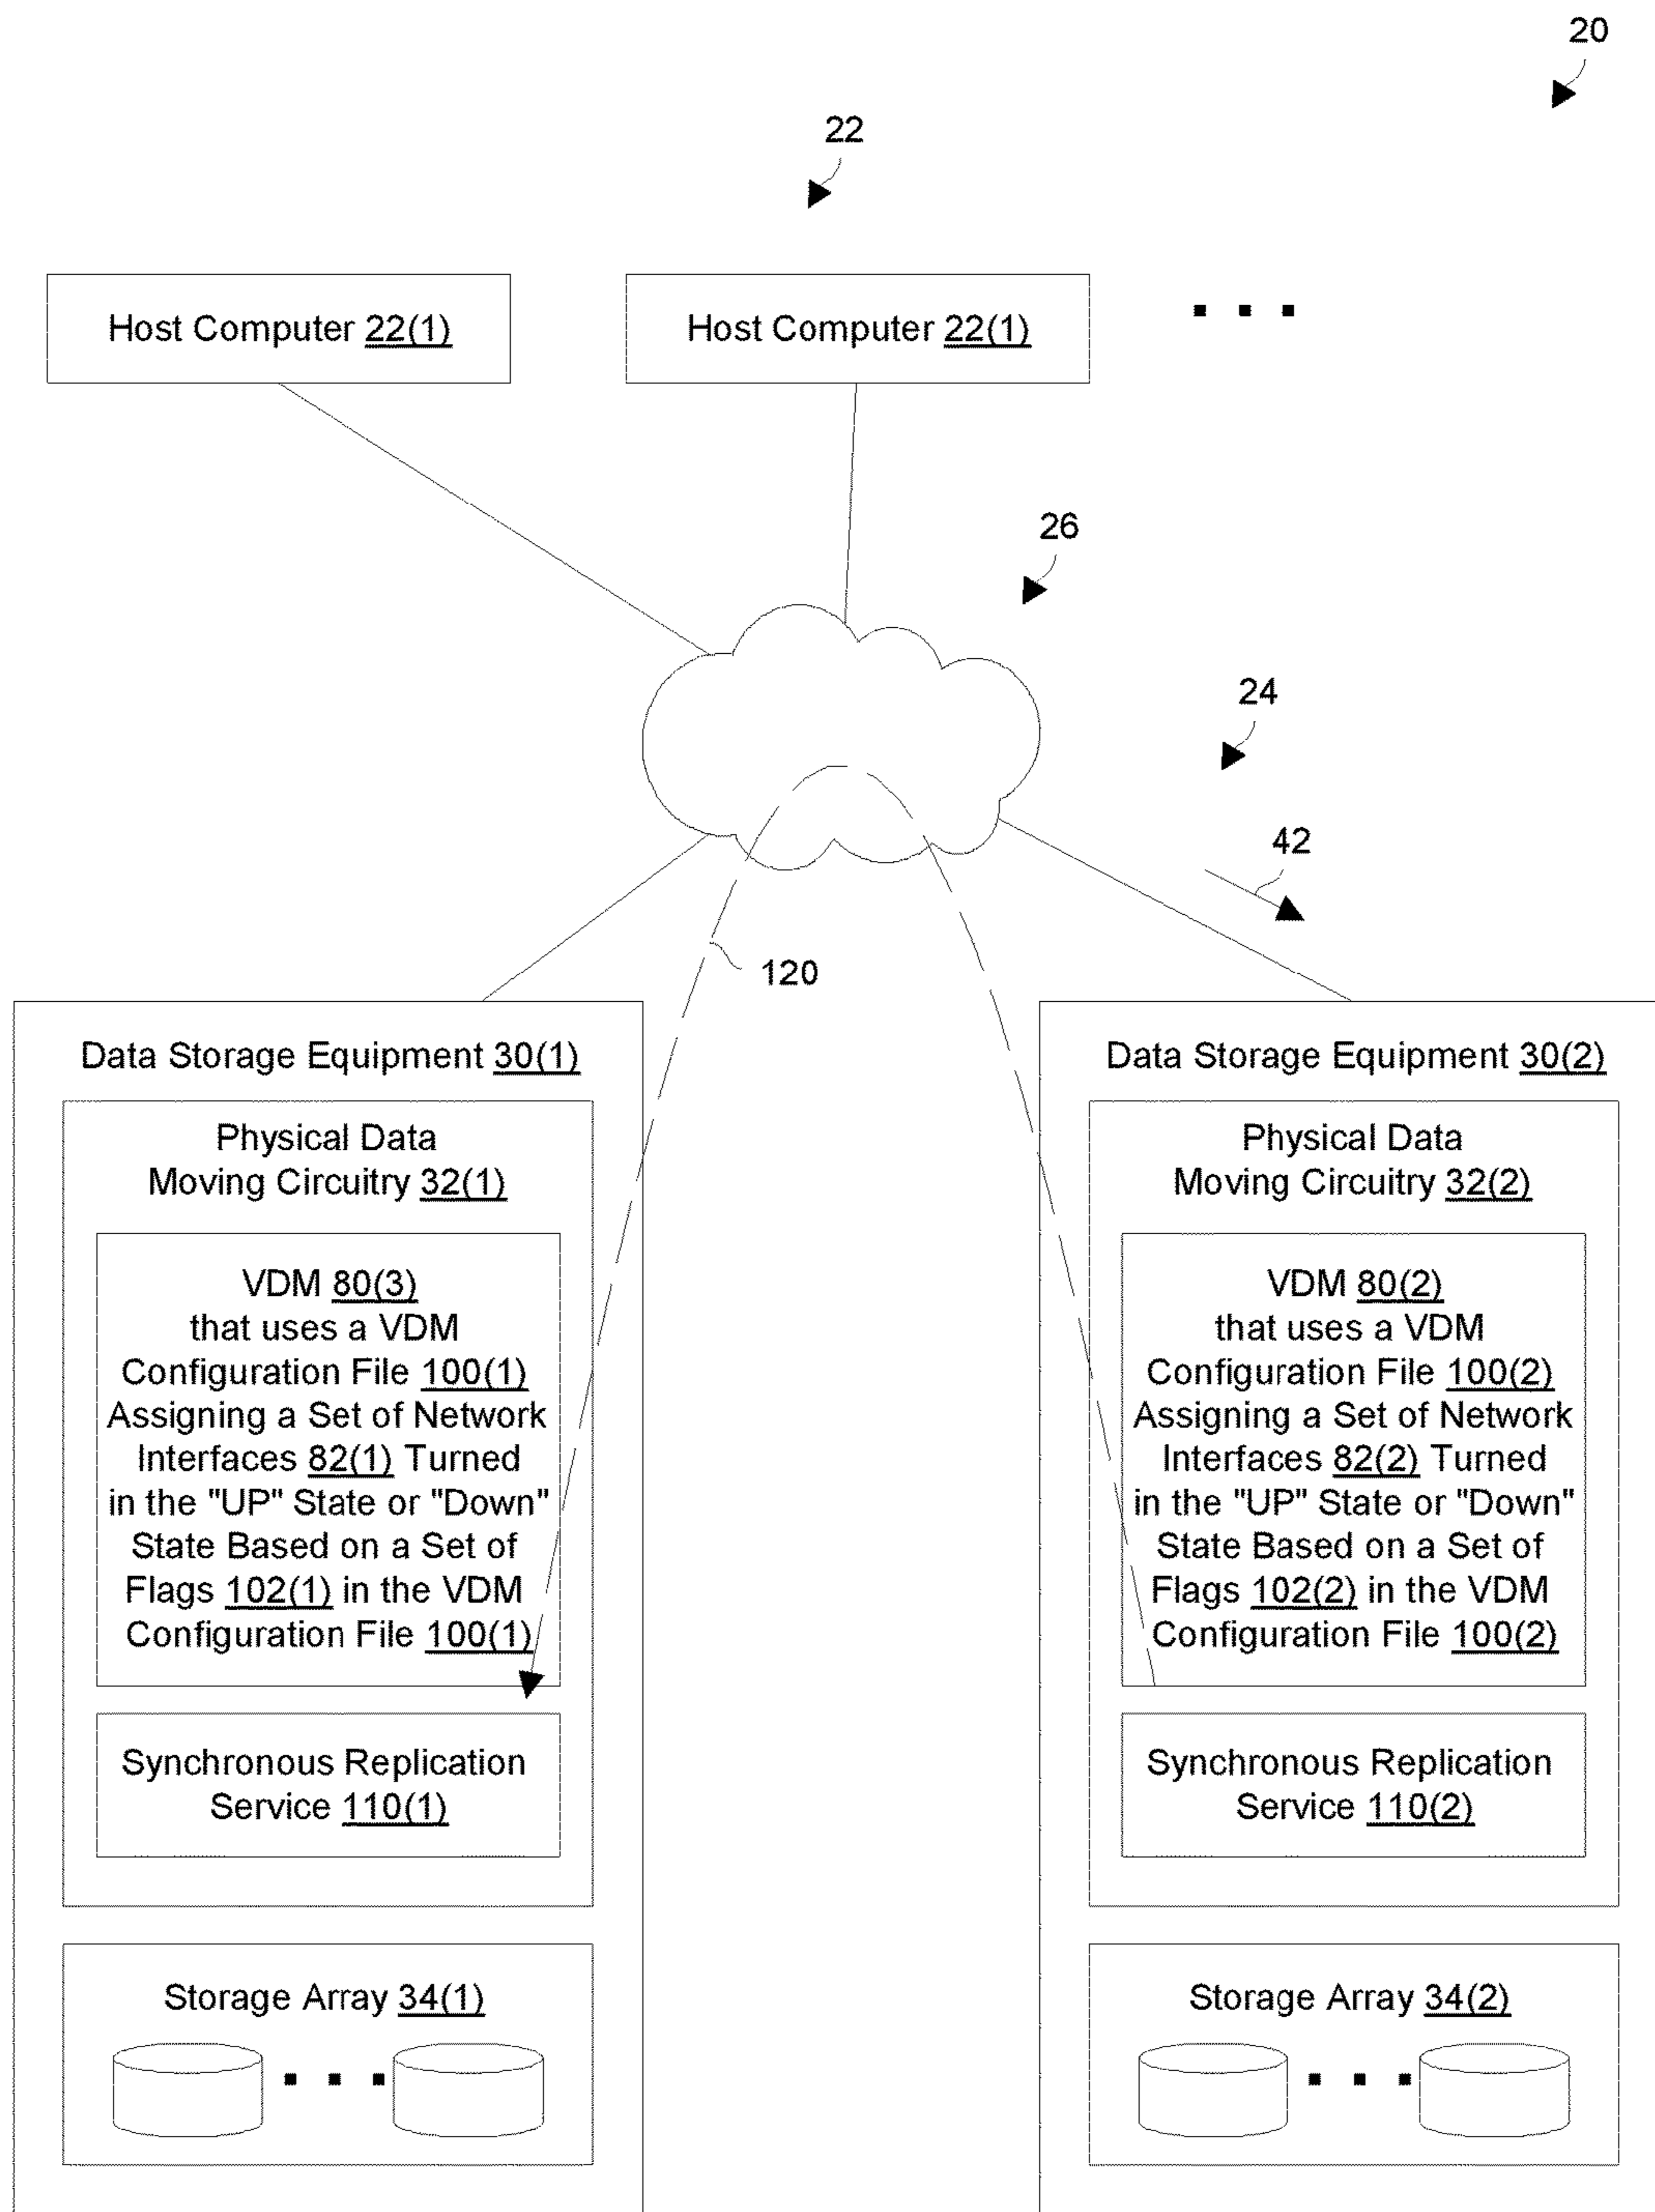 20
22
Host Computer 22(1)
Host Computer 22(1)
26
24
42
120
Data Storage Equipment 30(1)
Physical Data
Moving Circuitry 32(1)
VDM 80(3)
that uses a VDM
Configuration File 100(1)
Assigning a Set of Network
Interfaces 82(1) Turned
in the "UP" State or "Down"
State Based on a Set of
Flags 102(1) in the VDM
Configuration File 100(1)
Synchronous Replication
Service 110(1)
Storage Array 34(1)
Data Storage Equipment 30(2)
Physical Data
Moving Circuitry 32(2)
VDM 80(2)
that uses a VDM
Configuration File 100(2)
Assigning a Set of Network
Interfaces 82(2) Turned
in the "UP" State or "Down"
State Based on a Set of
Flags 102(2) in the VDM
Configuration File 100(2)
Synchronous Replication
Service 110(2)
Storage Array 34(2)